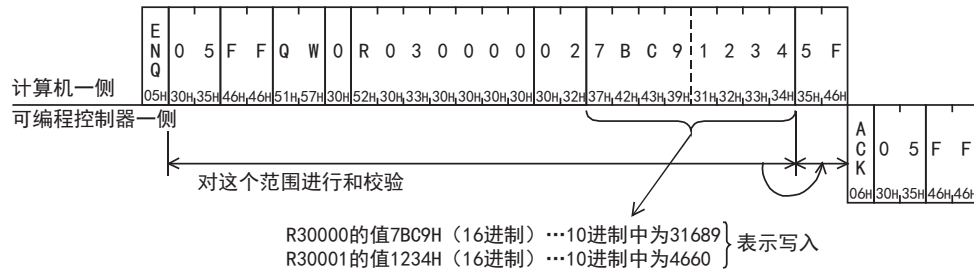 ENQ 0 5 F F Q W 0 R 0 3 0 0 0 0 0 2 7 B C 9 1 2 3 4 5 F
计算机一侧 05H 30H,35H 46H,46H 51H,57H 30H 52H,30H,33H,30H,30H,30H,30H 30H,32H 37H,42H,43H,39H,31H,32H,33H,34H 35H,46H
可编程控制器一侧
ACK 0 5 F F
06H 30H,35H 46H,46H
对这个范围进行和校验
R30000的值7BC9H（16进制）…10进制中为31689
R30001的值1234H（16进制）…10进制中为4660
表示写入